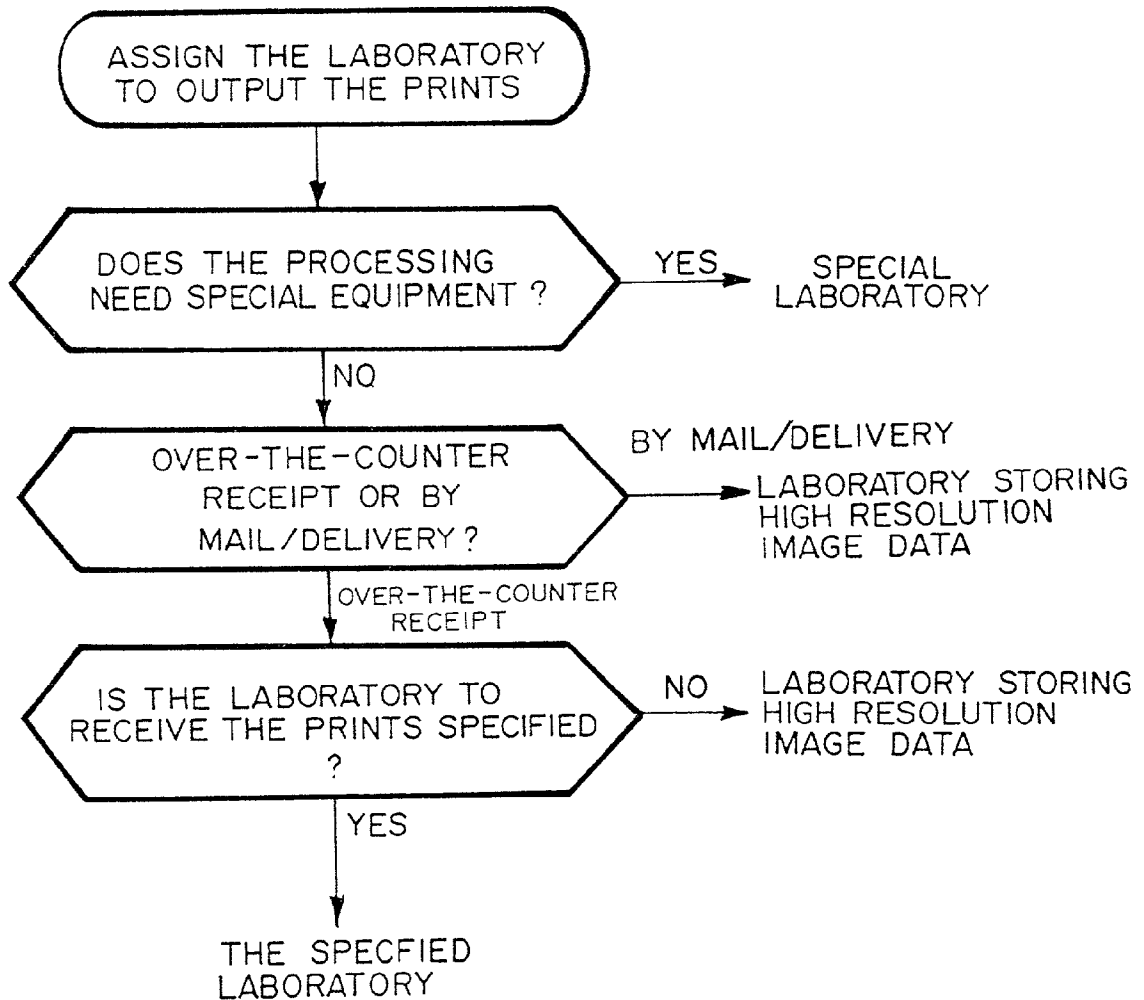 ASSIGN THE LABORATORY
TO OUTPUT THE PRINTS
DOES THE PROCESSING
NEED SPECIAL EQUIPMENT ?
YES
SPECIAL
LABORATORY
NO
OVER-THE-COUNTER
RECEIPT OR BY
MAIL/DELIVERY ?
BY MAIL/DELIVERY
LABORATORY STORING
HIGH RESOLUTION
IMAGE DATA
OVER-THE-COUNTER
RECEIPT
IS THE LABORATORY TO
RECEIVE THE PRINTS SPECIFIED
?
NO
LABORATORY STORING
HIGH RESOLUTION
IMAGE DATA
YES
THE SPECFIED
LABORATORY